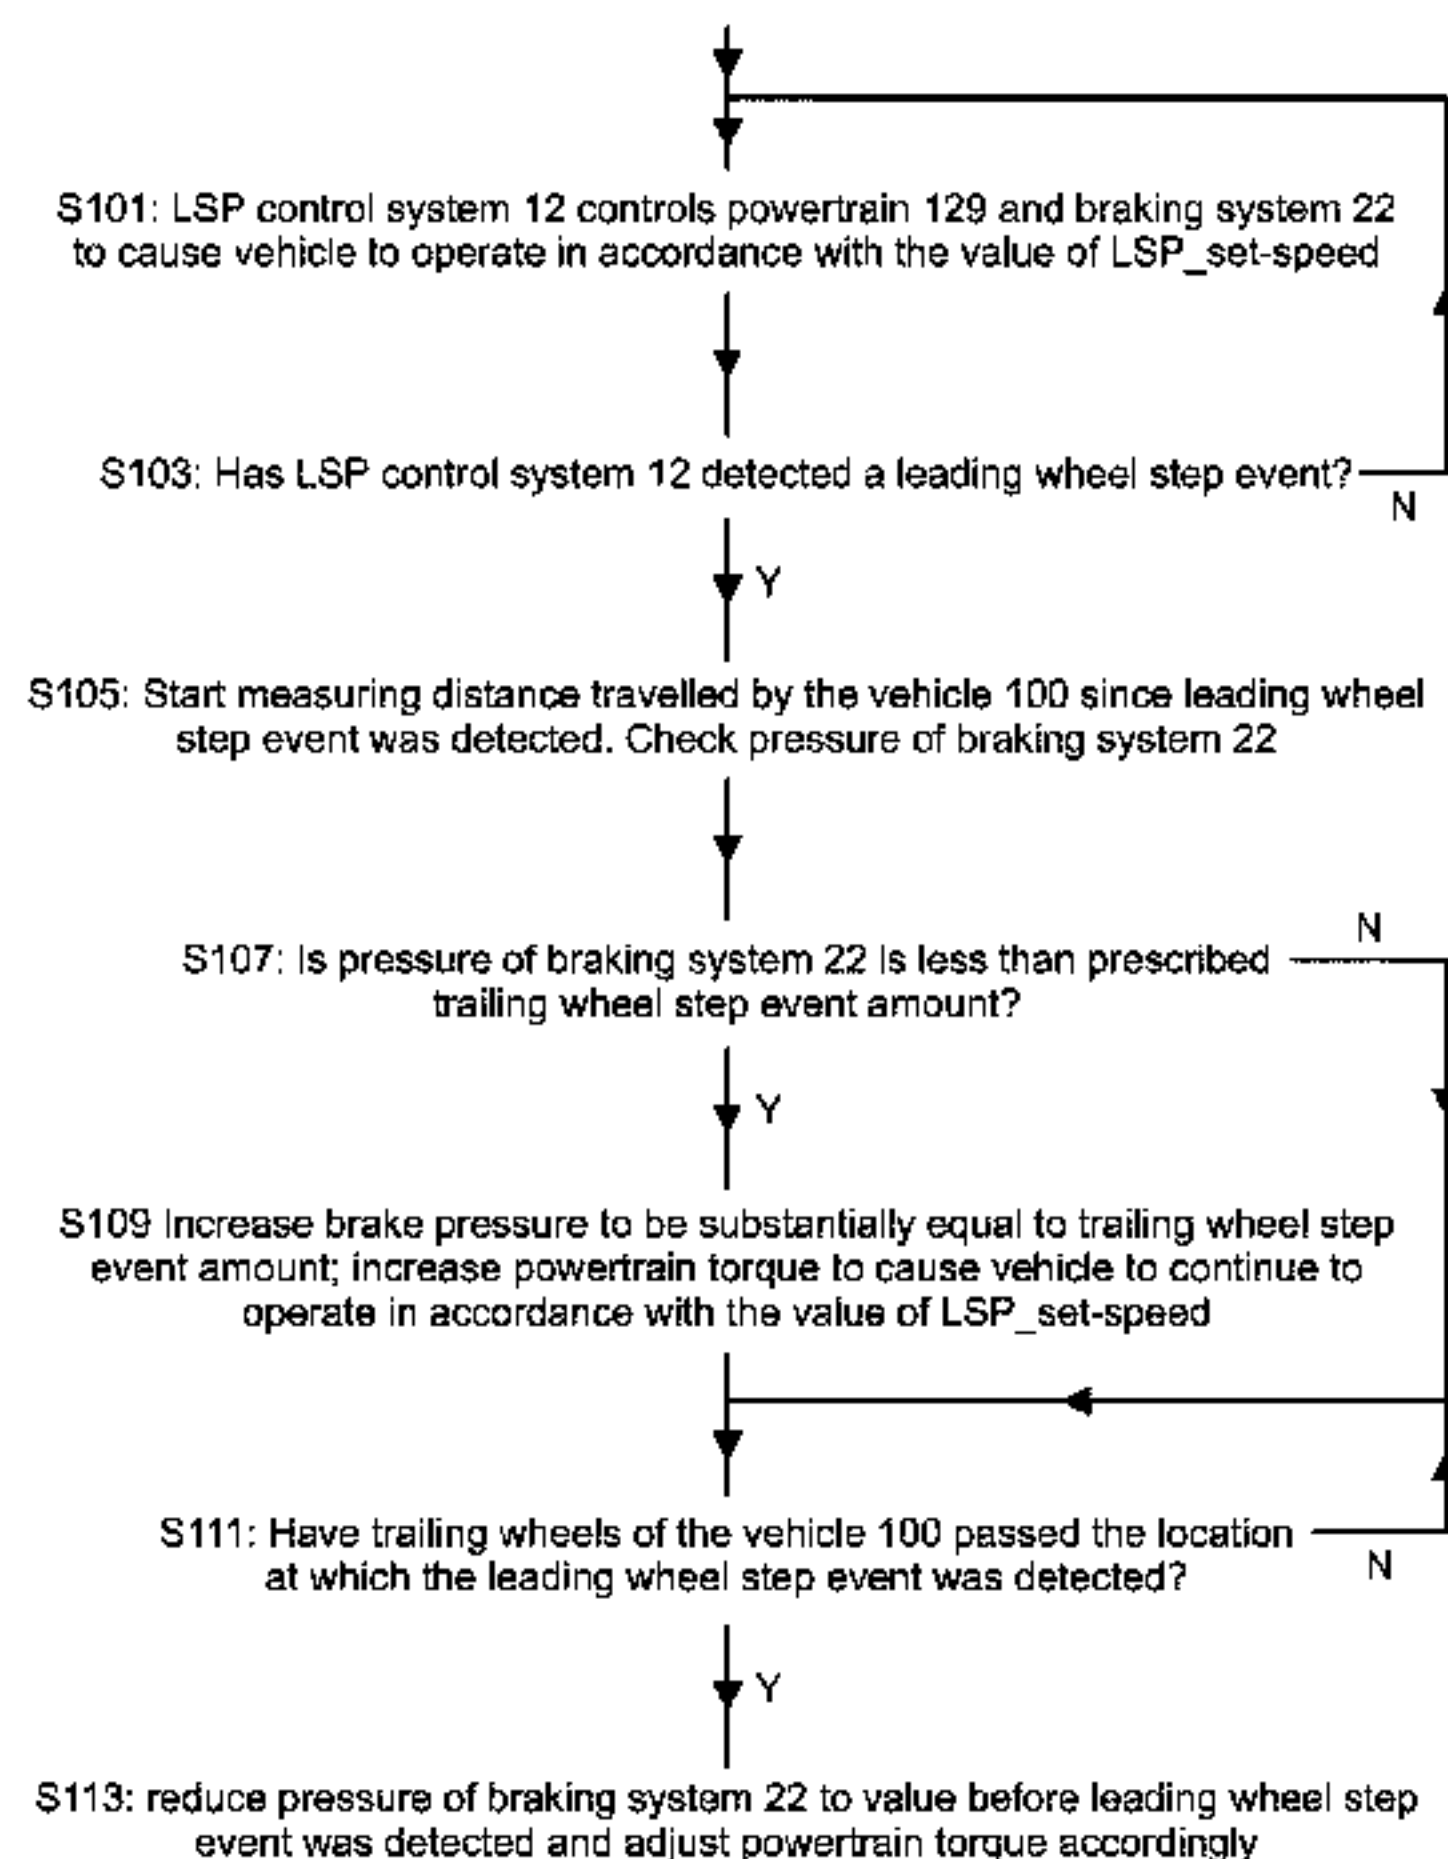 S101: LSP control system 12 controls powertrain 129 and braking system 22
to cause vehicle to operate in accordance with the value of LSP_set-speed
S103: Has LSP control system 12 detected a leading wheel step event?
N
Y
S105: Start measuring distance travelled by the vehicle 100 since leading wheel
step event was detected. Check pressure of braking system 22
N
S107: Is pressure of braking system 22 is less than prescribed
trailing wheel step event amount?
Y
S109 Increase brake pressure to be substantially equal to trailing wheel step
event amount; increase powertrain torque to cause vehicle to continue to
operate in accordance with the value of LSP_set-speed
S111: Have trailing wheels of the vehicle 100 passed the location
at which the leading wheel step event was detected?
N
Y
S113: reduce pressure of braking system 22 to value before leading wheel step
event was detected and adjust powertrain torque accordingly